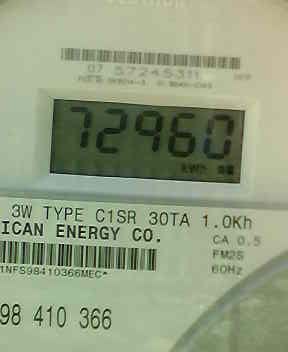 07 57245311
72960
kWh
3W TYPE C1SR 30TA 1.0Kh
ICAN ENERGY CO.
CA 0.5
FM2S
60Hz
1NFS98410366MEC*
98 410 366